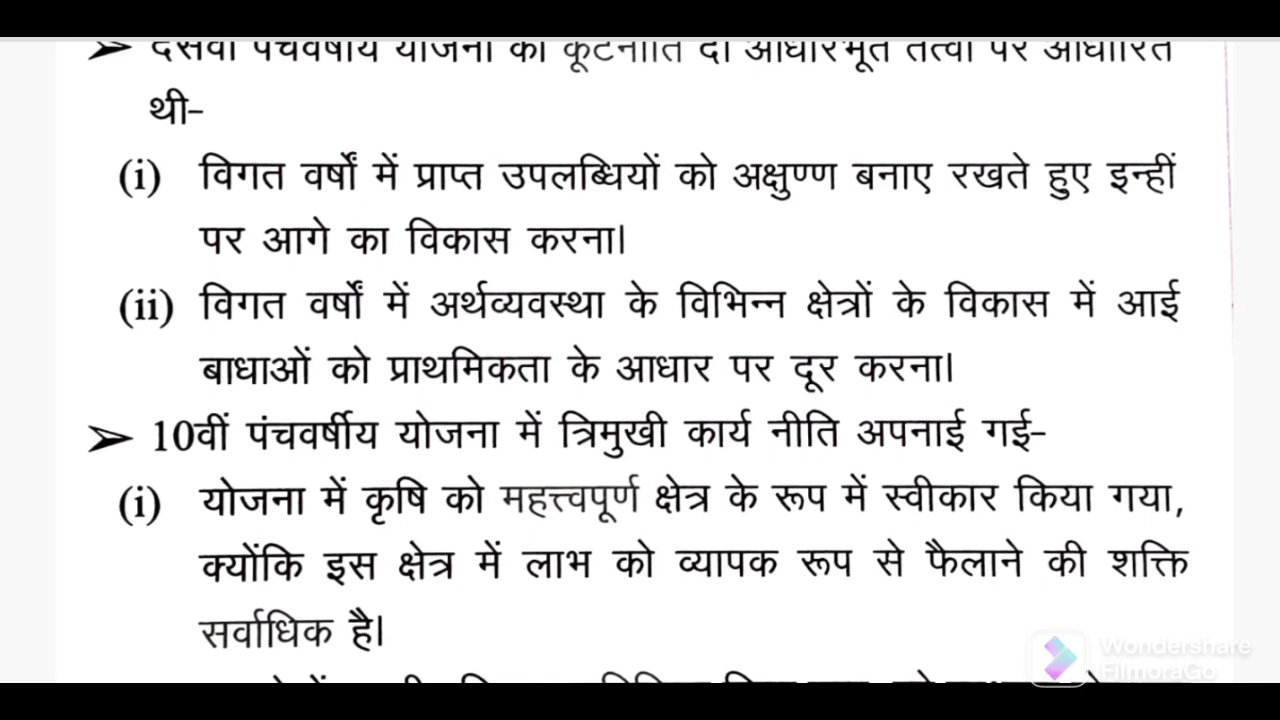 ➢ दसवीं पंचवर्षीय योजना की कूटनीति दो आधारभूत तत्वों पर आधारित
थी-
(i) विगत वर्षों में प्राप्त उपलब्धियों को अक्षुण्ण बनाए रखते हुए इन्हीं
पर आगे का विकास करना।
(ii) विगत वर्षों में अर्थव्यवस्था के विभिन्न क्षेत्रों के विकास में आई
बाधाओं को प्राथमिकता के आधार पर दूर करना।
➢ 10वीं पंचवर्षीय योजना में त्रिमुखी कार्य नीति अपनाई गई-
(i) योजना में कृषि को महत्त्वपूर्ण क्षेत्र के रूप में स्वीकार किया गया,
क्योंकि इस क्षेत्र में लाभ को व्यापक रूप से फैलाने की शक्ति
सर्वाधिक है।
Wondershare
FilmoraGo